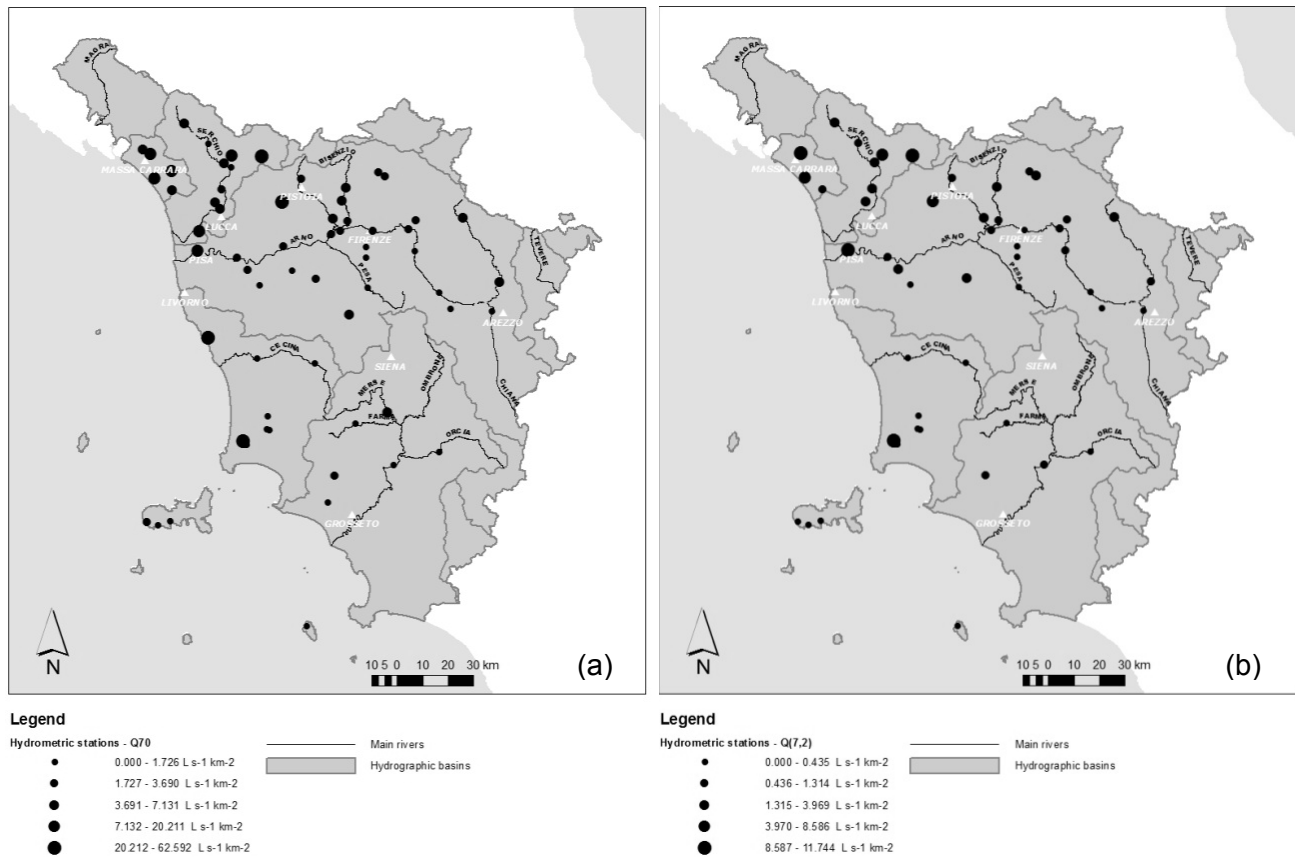 MAGRA
SERCHIO
MASSA CARRARA
BISENZIO
PISTOIA
LUCCA
ARNO
FIRENZE
PISA
PESA
TEVERE
LIVORNO
AREZZO
CECINA
SIENA
MERSE
OMBRONE
CHIANA
FARMA
ORCIA
GROSSETO
N
10 5 0 10 20 30 km
(a)
MAGRA
SERCHIO
MASSA CARRARA
BISENZIO
PISTOIA
LUCCA
ARNO
FIRENZE
PISA
PESA
TEVERE
LIVORNO
AREZZO
CECINA
SIENA
MERSE
OMBRONE
CHIANA
FARMA
ORCIA
GROSSETO
N
10 5 0 10 20 30 km
(b)
Legend
Hydrometric stations - Q70
0.000 - 1.726 L s-1 km-2
1.727 - 3.690 L s-1 km-2
3.691 - 7.131 L s-1 km-2
7.132 - 20.211 L s-1 km-2
20.212 - 62.592 L s-1 km-2
Main rivers
Hydrographic basins
Legend
Hydrometric stations - Q(7,2)
0.000 - 0.435 L s-1 km-2
0.436 - 1.314 L s-1 km-2
1.315 - 3.969 L s-1 km-2
3.970 - 8.586 L s-1 km-2
8.587 - 11.744 L s-1 km-2
Main rivers
Hydrographic basins